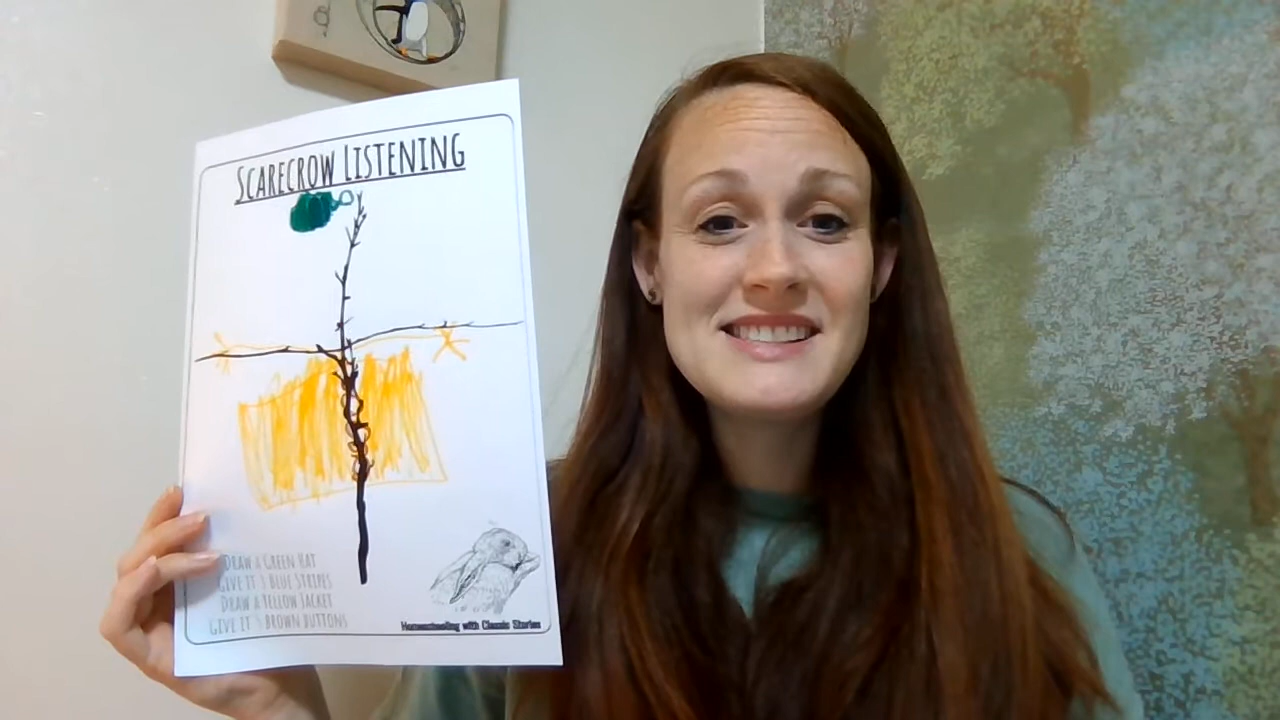 SCARECROW LISTENING
DRAW A GREEN HAT
GIVE IT 3 BLUE STRIPES
DRAW A YELLOW JACKET
GIVE IT BROWN BUTTONS
Homeschooling with Classic Stories